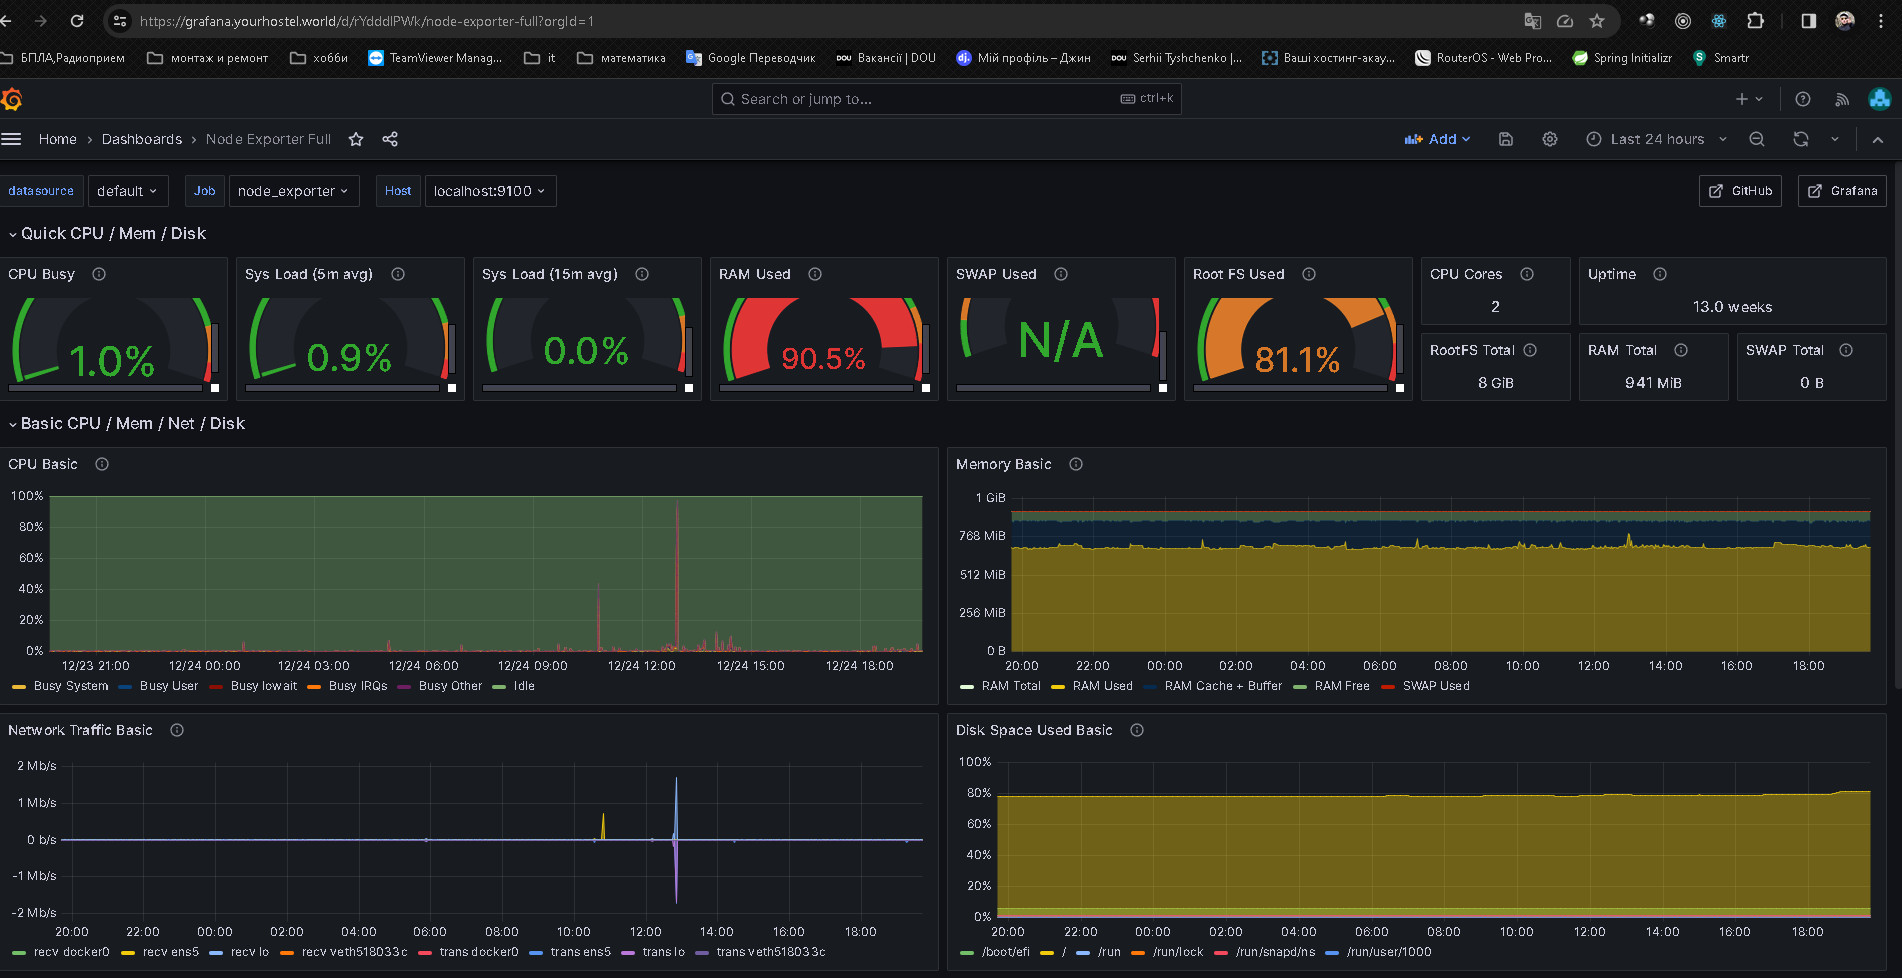 https://grafana.yourhostel.world/d/rYdddlPWk/node-exporter-full?orgId=1
БПЛА,Радиоприем монтаж и ремонт хобби TeamViewer Manag... it математика Google Переводчик DOU Вакансії | DOU dj. Мій профіль – Джин DOU Serhii Tyshchenko |... Ваші хостинг-акау... RouterOS - Web Pro... Spring Initializr S Smartr
Search or jump to... ctrl+k
Home › Dashboards › Node Exporter Full Add Last 24 hours
datasource default Job node_exporter Host localhost:9100 GitHub Grafana
Quick CPU / Mem / Disk
CPU Busy Sys Load (5m avg) Sys Load (15m avg) RAM Used SWAP Used Root FS Used CPU Cores Uptime
2 13.0 weeks
1.0% 0.9% 0.0% 90.5% N/A 81.1%
RootFS Total RAM Total SWAP Total
8 GiB 941 MiB 0 B
Basic CPU / Mem / Net / Disk
CPU Basic
100%
80%
60%
40%
20%
0%
12/23 21:00 12/24 00:00 12/24 03:00 12/24 06:00 12/24 09:00 12/24 12:00 12/24 15:00 12/24 18:00
Busy System Busy User Busy Iowait Busy IRQs Busy Other Idle
Memory Basic
1 GiB
768 MiB
512 MiB
256 MiB
0 B
20:00 22:00 00:00 02:00 04:00 06:00 08:00 10:00 12:00 14:00 16:00 18:00
RAM Total RAM Used RAM Cache + Buffer RAM Free SWAP Used
Network Traffic Basic
2 Mb/s
1 Mb/s
0 b/s
-1 Mb/s
-2 Mb/s
20:00 22:00 00:00 02:00 04:00 06:00 08:00 10:00 12:00 14:00 16:00 18:00
recv docker0 recv ens5 recv lo recv veth518033c trans docker0 trans ens5 trans lo trans veth518033c
Disk Space Used Basic
100%
80%
60%
40%
20%
0%
20:00 22:00 00:00 02:00 04:00 06:00 08:00 10:00 12:00 14:00 16:00 18:00
/boot/efi / /run /run/lock /run/snapd/ns /run/user/1000